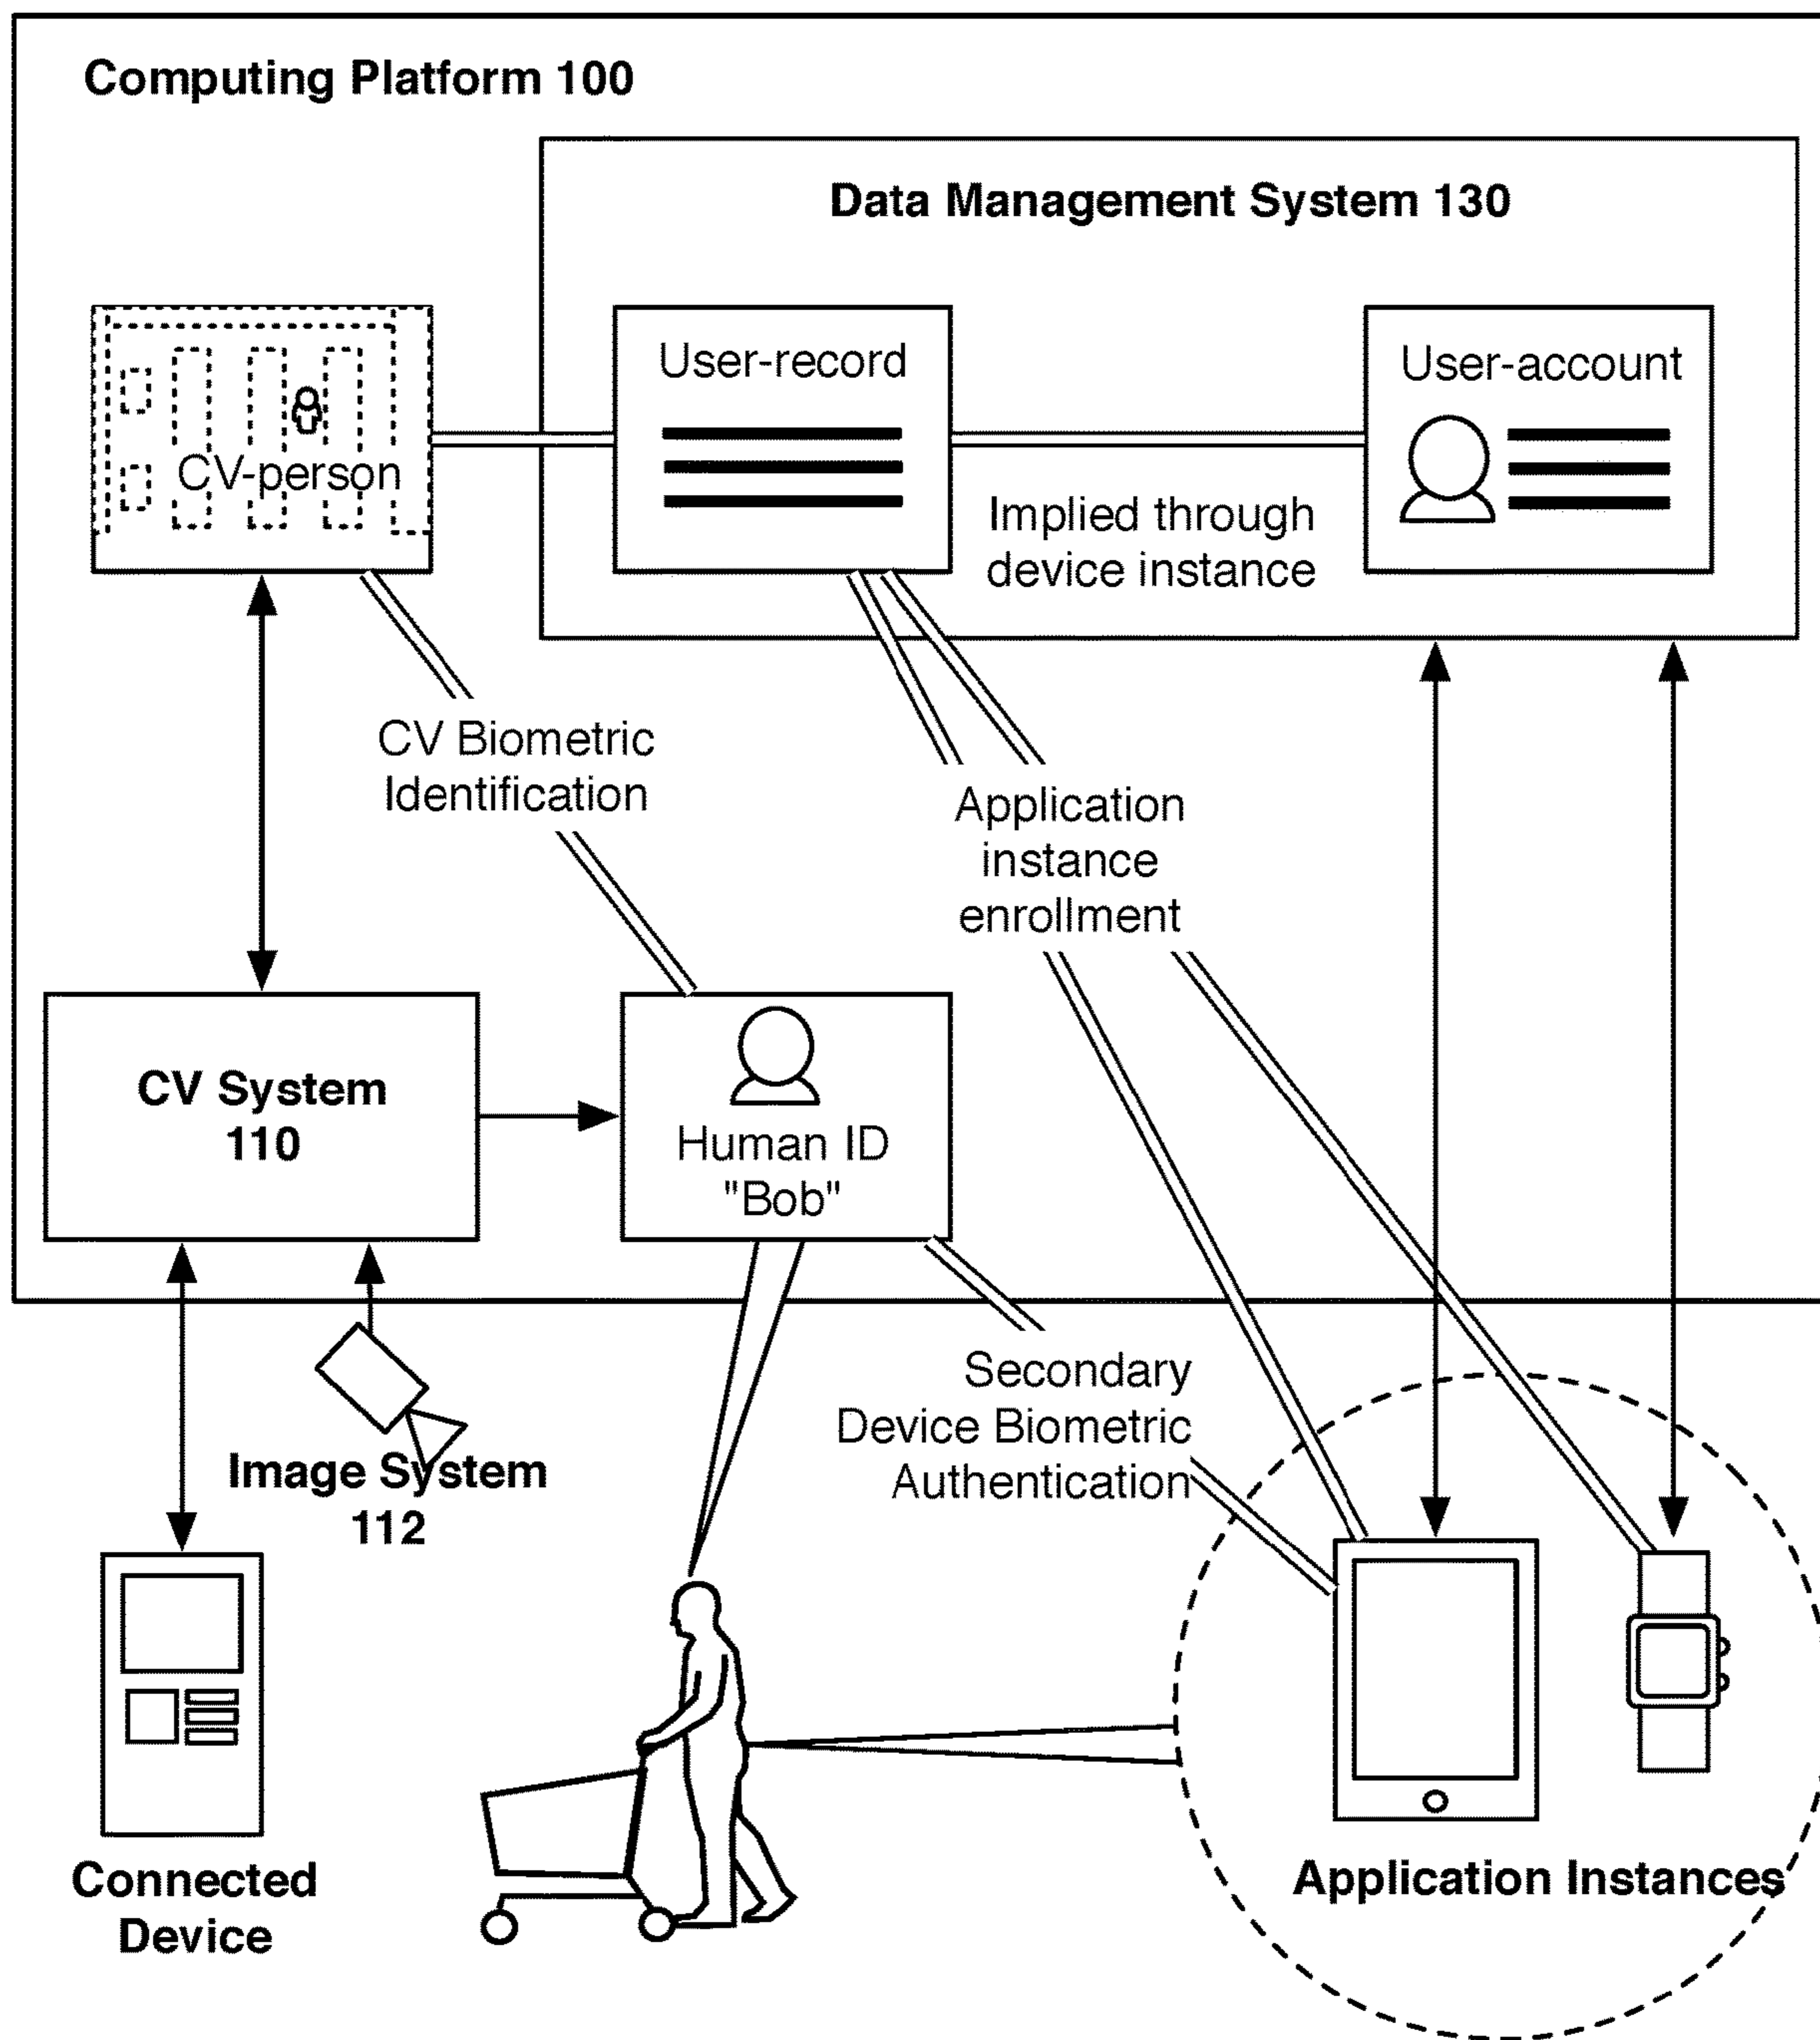 Computing Platform 100
Data Management System 130
User-record
User-account
CV-person
Implied through
device instance
CV Biometric
Identification
Application
instance
enrollment
CV System
110
Human ID
"Bob"
Secondary
Device Biometric
Authentication
Image System
112
Connected
Device
Application Instances